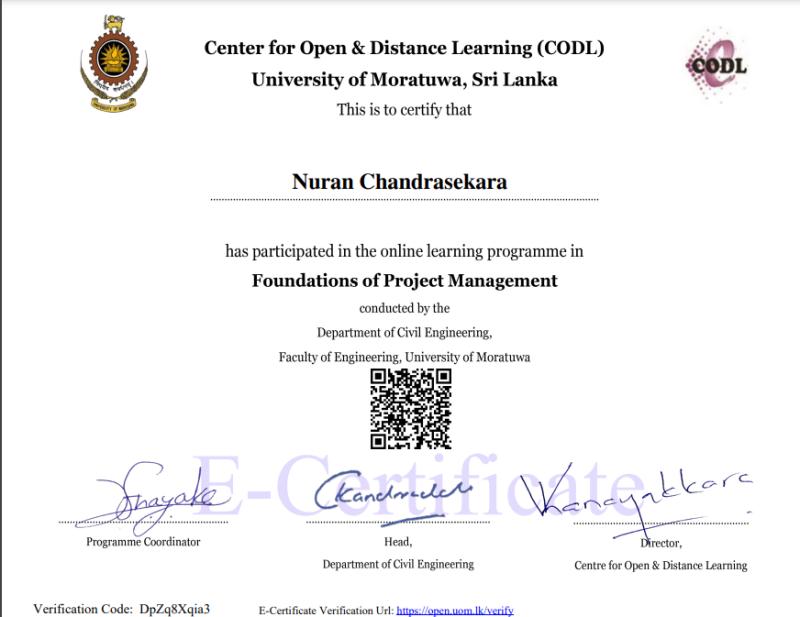 Center for Open & Distance Learning (CODL)
University of Moratuwa, Sri Lanka
This is to certify that
CODL
Nuran Chandrasekara
has participated in the online learning programme in
Foundations of Project Management
conducted by the
Department of Civil Engineering,
Faculty of Engineering, University of Moratuwa
E-Certificate
Programme Coordinator
Head,
Department of Civil Engineering
Director,
Centre for Open & Distance Learning
Verification Code: DpZq8Xqia3
E-Certificate Verification Url: https://open.uom.lk/verify